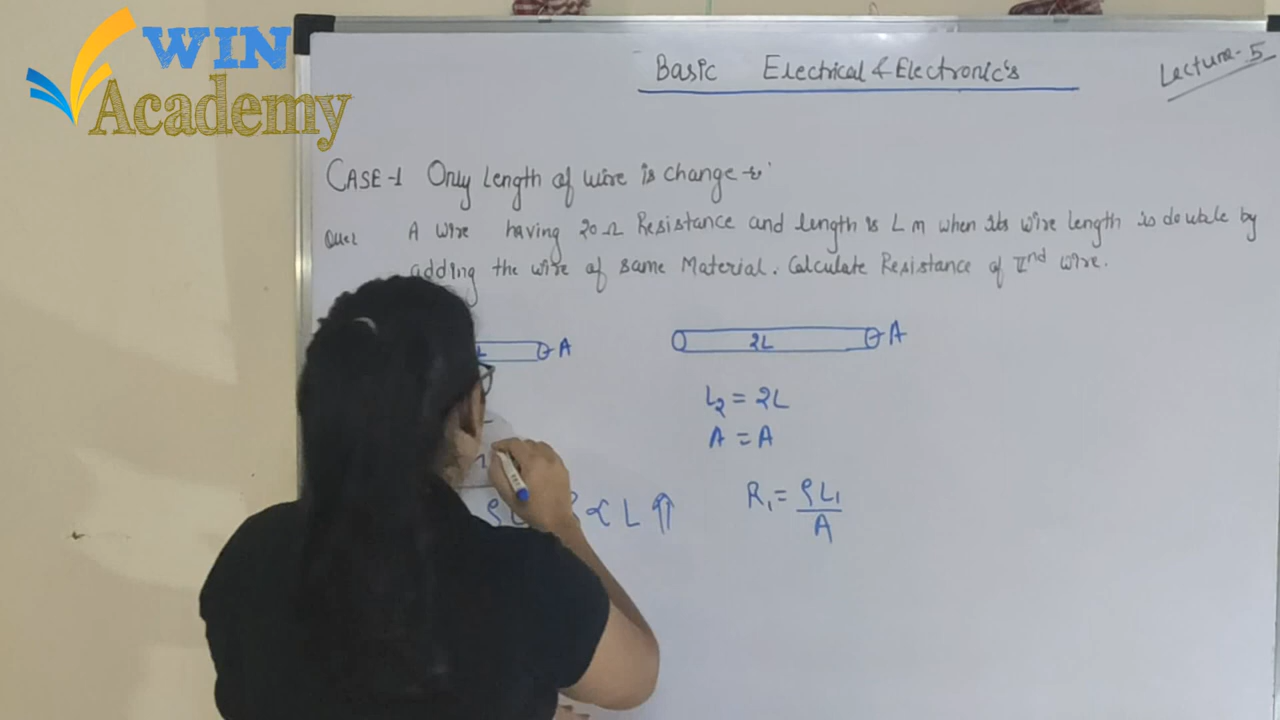 WIN
Academy
Basic Electrical & Electronic's
Lecture-5
CASE-1 Only Length of wire is change
A wire having 20Ω Resistance and length is L m when its wire length is double by
adding the wire of same Material. Calculate Resistance of IInd wire.
L A
2L A
L2 = 2L
A = A
∝ L ⇑
R1 = ρL1
A